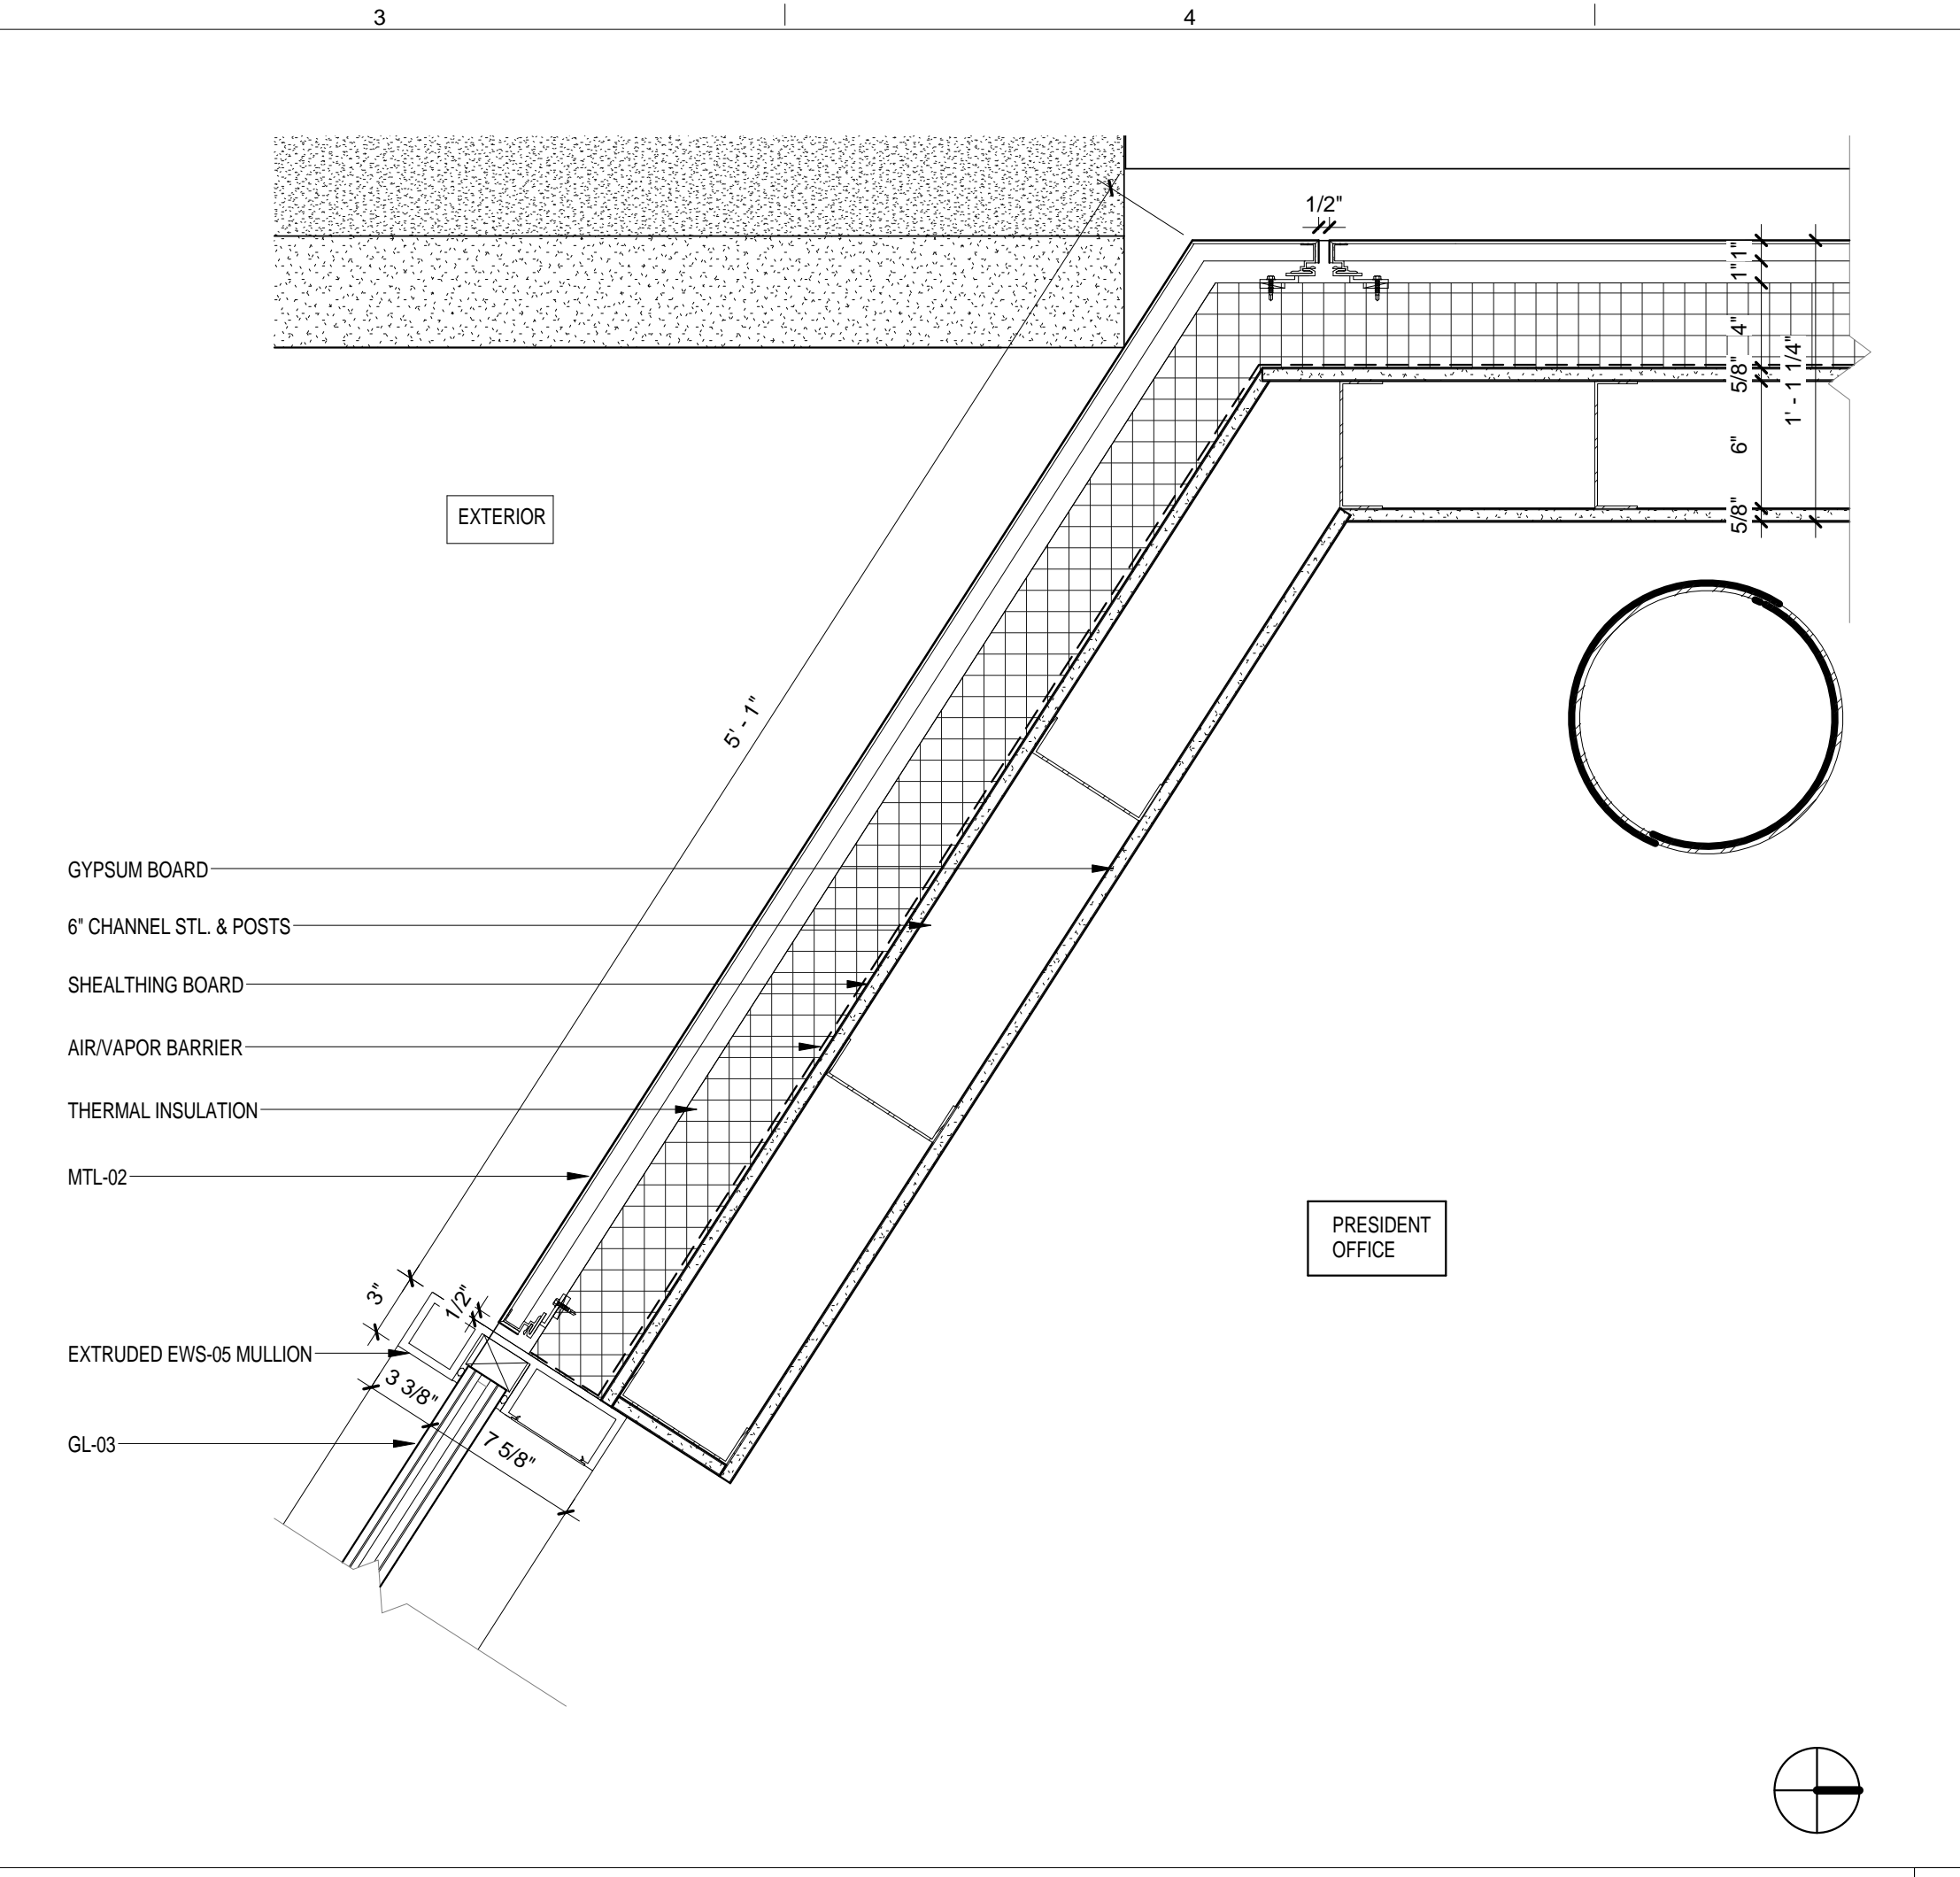 3
4
1/2"
1"
1"
4"
5/8"
1' - 1 1/4"
6"
5/8"
EXTERIOR
5' - 1"
GYPSUM BOARD
6" CHANNEL STL. & POSTS
SHEALTHING BOARD
AIR/VAPOR BARRIER
THERMAL INSULATION
MTL-02
PRESIDENT
OFFICE
3"
1/2"
EXTRUDED EWS-05 MULLION
3 3/8"
GL-03
7 5/8"